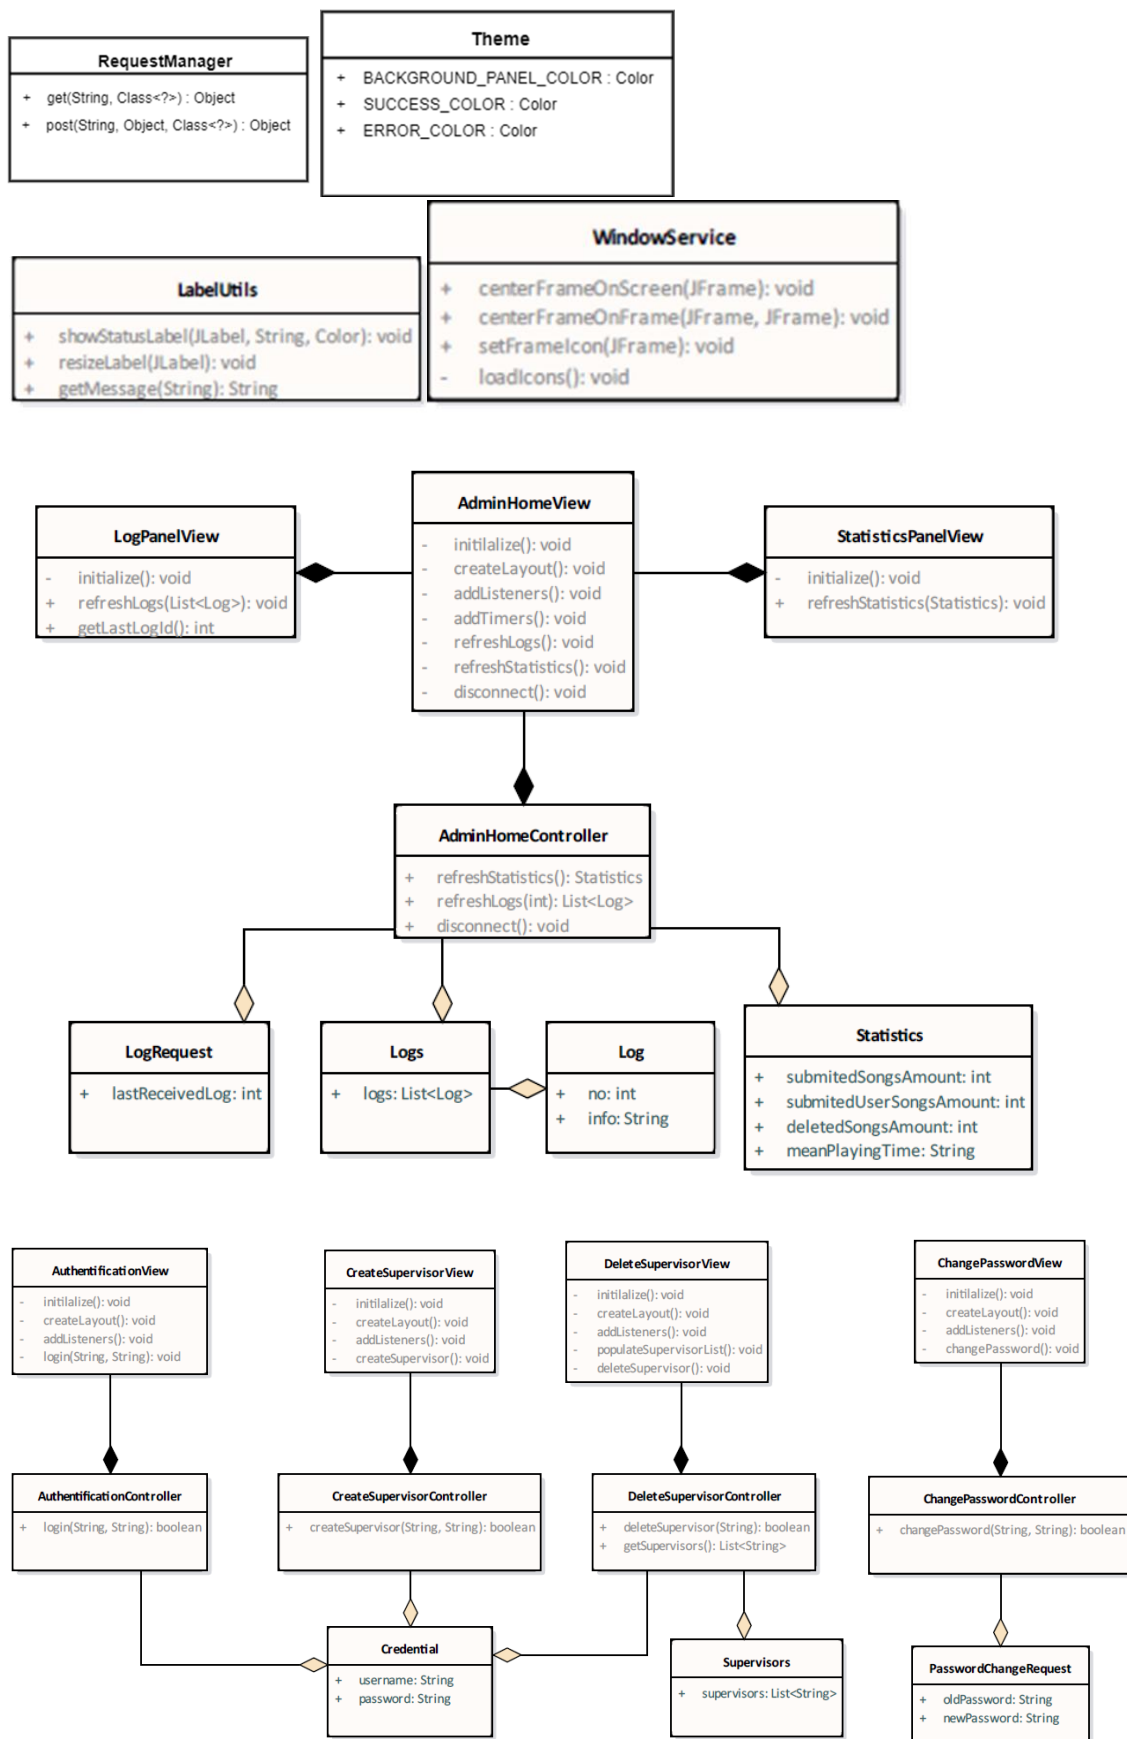 RequestManager
+ get(String, Class<?>) : Object
+ post(String, Object, Class<?>) : Object
Theme
+ BACKGROUND_PANEL_COLOR : Color
+ SUCCESS_COLOR : Color
+ ERROR_COLOR : Color
LabelUtils
+ showStatusLabel(JLabel, String, Color): void
+ resizeLabel(JLabel): void
+ getMessage(String): String
WindowService
+ centerFrameOnScreen(JFrame): void
+ centerFrameOnFrame(JFrame, JFrame): void
+ setFrameIcon(JFrame): void
- loadIcons(): void
LogPanelView
- initialize(): void
+ refreshLogs(List<Log>): void
+ getLastLogId(): int
AdminHomeView
- initilalize(): void
- createLayout(): void
- addListeners(): void
- addTimers(): void
- refreshLogs(): void
- refreshStatistics(): void
- disconnect(): void
StatisticsPanelView
- initialize(): void
+ refreshStatistics(Statistics): void
AdminHomeController
+ refreshStatistics(): Statistics
+ refreshLogs(int): List<Log>
+ disconnect(): void
LogRequest
+ lastReceivedLog: int
Logs
+ logs: List<Log>
Log
+ no: int
+ info: String
Statistics
+ submitedSongsAmount: int
+ submitedUserSongsAmount: int
+ deletedSongsAmount: int
+ meanPlayingTime: String
AuthentificationView
- initilalize(): void
- createLayout(): void
- addListeners(): void
- login(String, String): void
CreateSupervisorView
- initilalize(): void
- createLayout(): void
- addListeners(): void
- createSupervisor(): void
DeleteSupervisorView
- initilalize(): void
- createLayout(): void
- addListeners(): void
- populateSupervisorList(): void
- deleteSupervisor(): void
ChangePasswordView
- initilalize(): void
- createLayout(): void
- addListeners(): void
- changePassword(): void
AuthentificationController
+ login(String, String): boolean
CreateSupervisorController
+ createSupervisor(String, String): boolean
DeleteSupervisorController
+ deleteSupervisor(String): boolean
+ getSupervisors(): List<String>
ChangePasswordController
+ changePassword(String, String): boolean
Credential
+ username: String
+ password: String
Supervisors
+ supervisors: List<String>
PasswordChangeRequest
+ oldPassword: String
+ newPassword: String